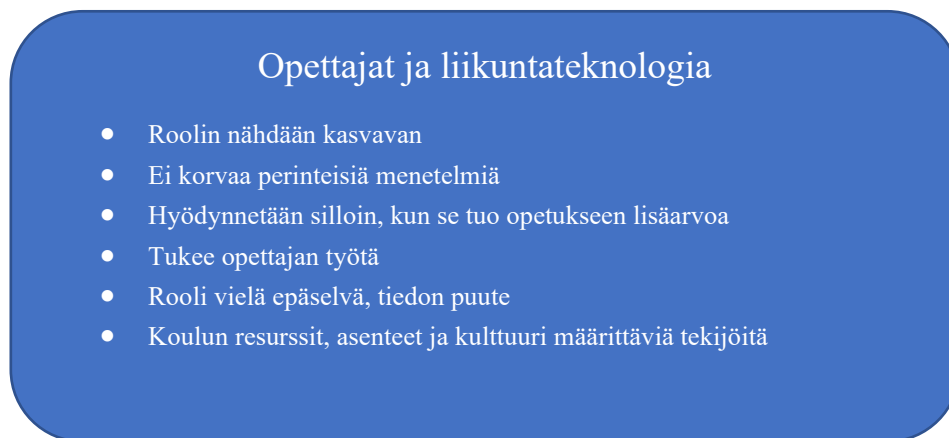 Opettajat ja liikuntateknologia
● Roolin nähdään kasvavan
● Ei korvaa perinteisiä menetelmiä
● Hyödynnetään silloin, kun se tuo opetukseen lisäarvoa
● Tukee opettajan työtä
● Rooli vielä epäselvä, tiedon puute
● Koulun resurssit, asenteet ja kulttuuri määrittäviä tekijöitä